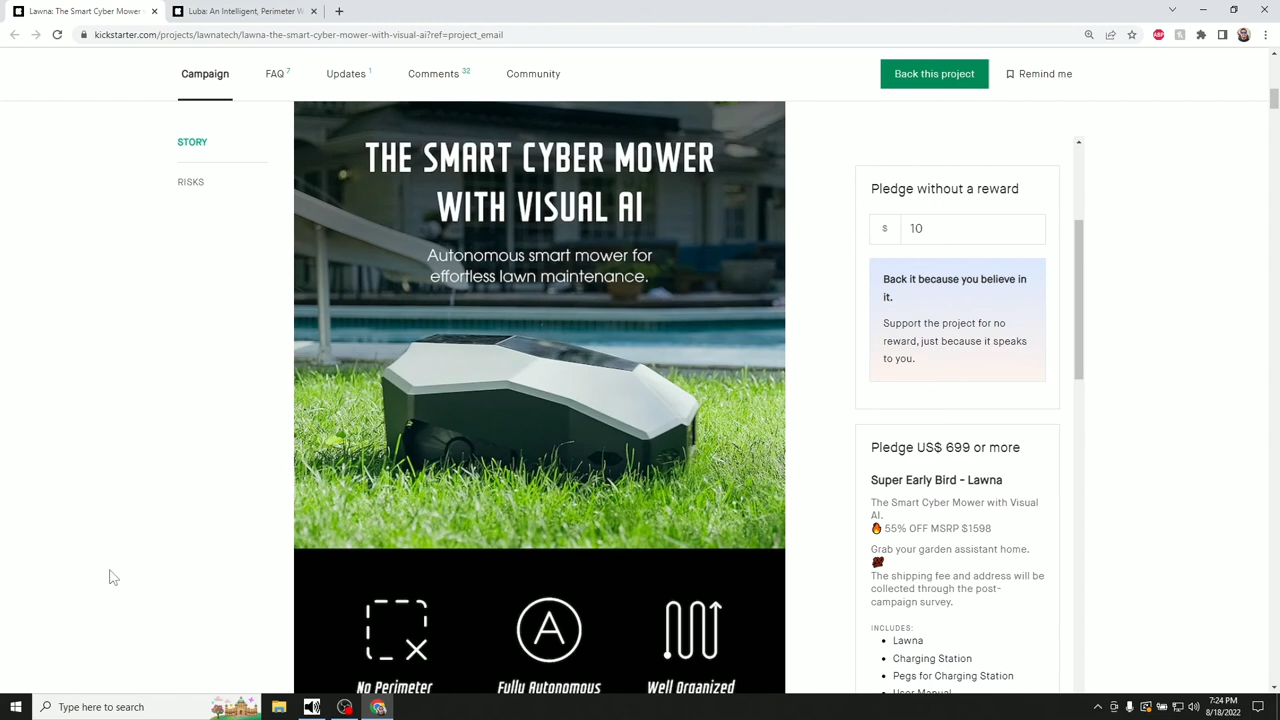 Lawna: The Smart Cyber Mower
Luba: An Intelligent, Perimeter W
kickstarter.com/projects/lawnatech/lawna-the-smart-cyber-mower-with-visual-ai?ref=project_email
ABP
Campaign
FAQ 7
Updates 1
Comments 32
Community
Back this project
Remind me
STORY
RISKS
THE SMART CYBER MOWER
WITH VISUAL AI
Autonomous smart mower for
effortless lawn maintenance.
A
No Perimeter
Fully Autonomous
Well Organized
Pledge without a reward
$ 10
Back it because you believe in
it.
Support the project for no
reward, just because it speaks
to you.
Pledge US$ 699 or more
Super Early Bird - Lawna
The Smart Cyber Mower with Visual
AI.
🔥 55% OFF MSRP $1598
Grab your garden assistant home.
The shipping fee and address will be
collected through the post-
campaign survey.
INCLUDES:
• Lawna
• Charging Station
• Pegs for Charging Station
• User Manual
Type here to search
7:24 PM
8/18/2022